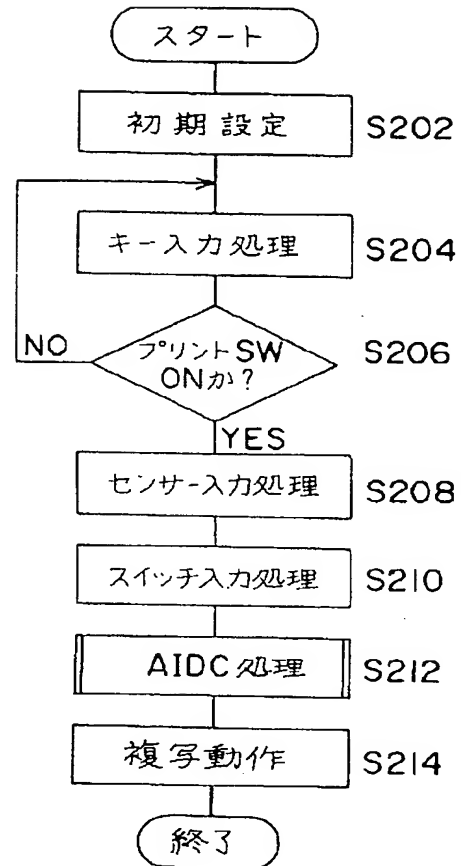 スタート
初期設定 S202
キー入力処理 S204
プリントSW S206
ONか?
NO
YES
センサー入力処理 S208
スイッチ入力処理 S210
AIDC処理 S212
複写動作 S214
終了